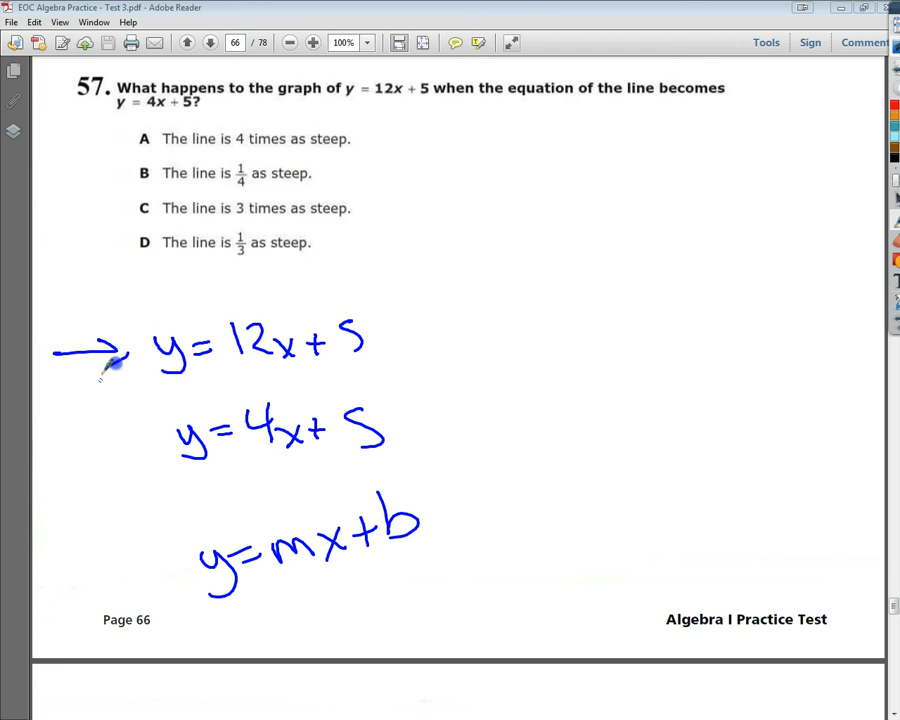 EOC Algebra Practice - Test 3.pdf - Adobe Reader
File Edit View Window Help
66 / 78 100% Tools Sign Comment
57. What happens to the graph of y = 12x + 5 when the equation of the line becomes
y = 4x + 5?
A The line is 4 times as steep.
B The line is 1/4 as steep.
C The line is 3 times as steep.
D The line is 1/3 as steep.
y = 12x + 5
y = 4x + 5
y = mx + b
Page 66 Algebra I Practice Test